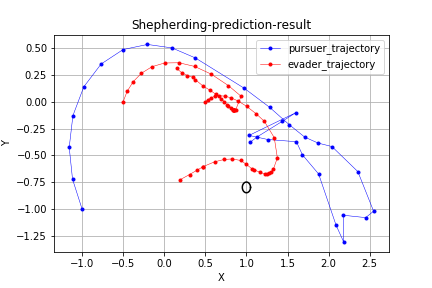 Shepherding-prediction-result
pursuer_trajectory
evader_trajectory
Y
0.50
0.25
0.00
−0.25
−0.50
−0.75
−1.00
−1.25
−1.0 −0.5 0.0 0.5 1.0 1.5 2.0 2.5
X